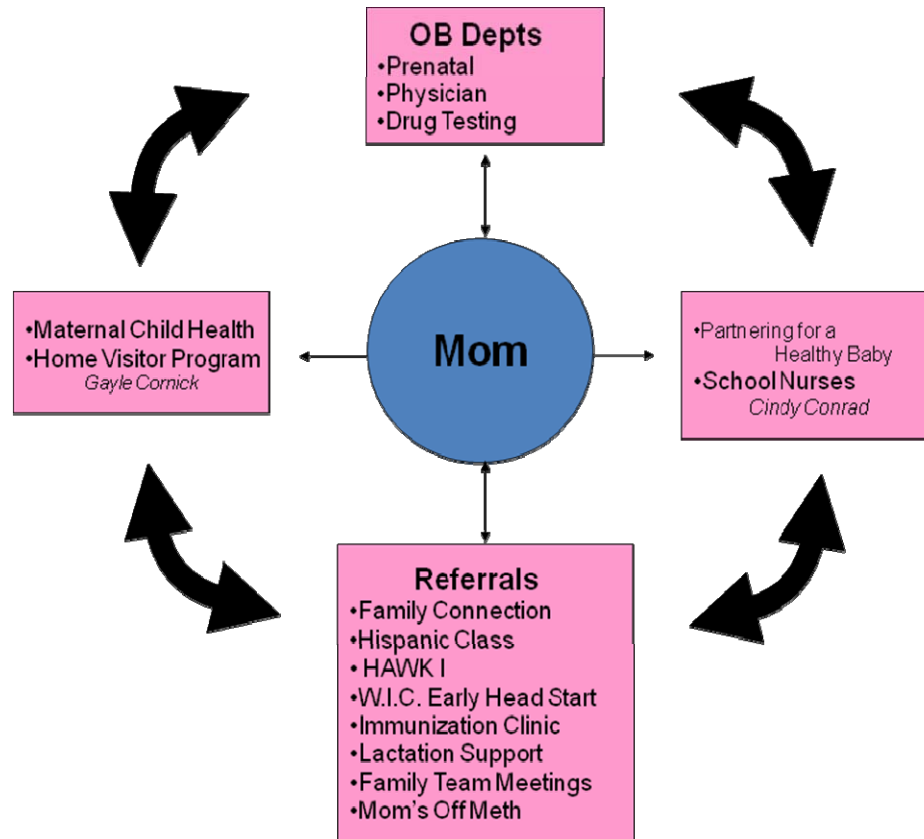 OB Depts
•Prenatal
•Physician
•Drug Testing
•Maternal Child Health
•Home Visitor Program
Gayle Cornick
Mom
•Partnering for a
Healthy Baby
•School Nurses
Cindy Conrad
Referrals
•Family Connection
•Hispanic Class
• HAWK I
•W.I.C. Early Head Start
•Immunization Clinic
•Lactation Support
•Family Team Meetings
•Mom's Off Meth